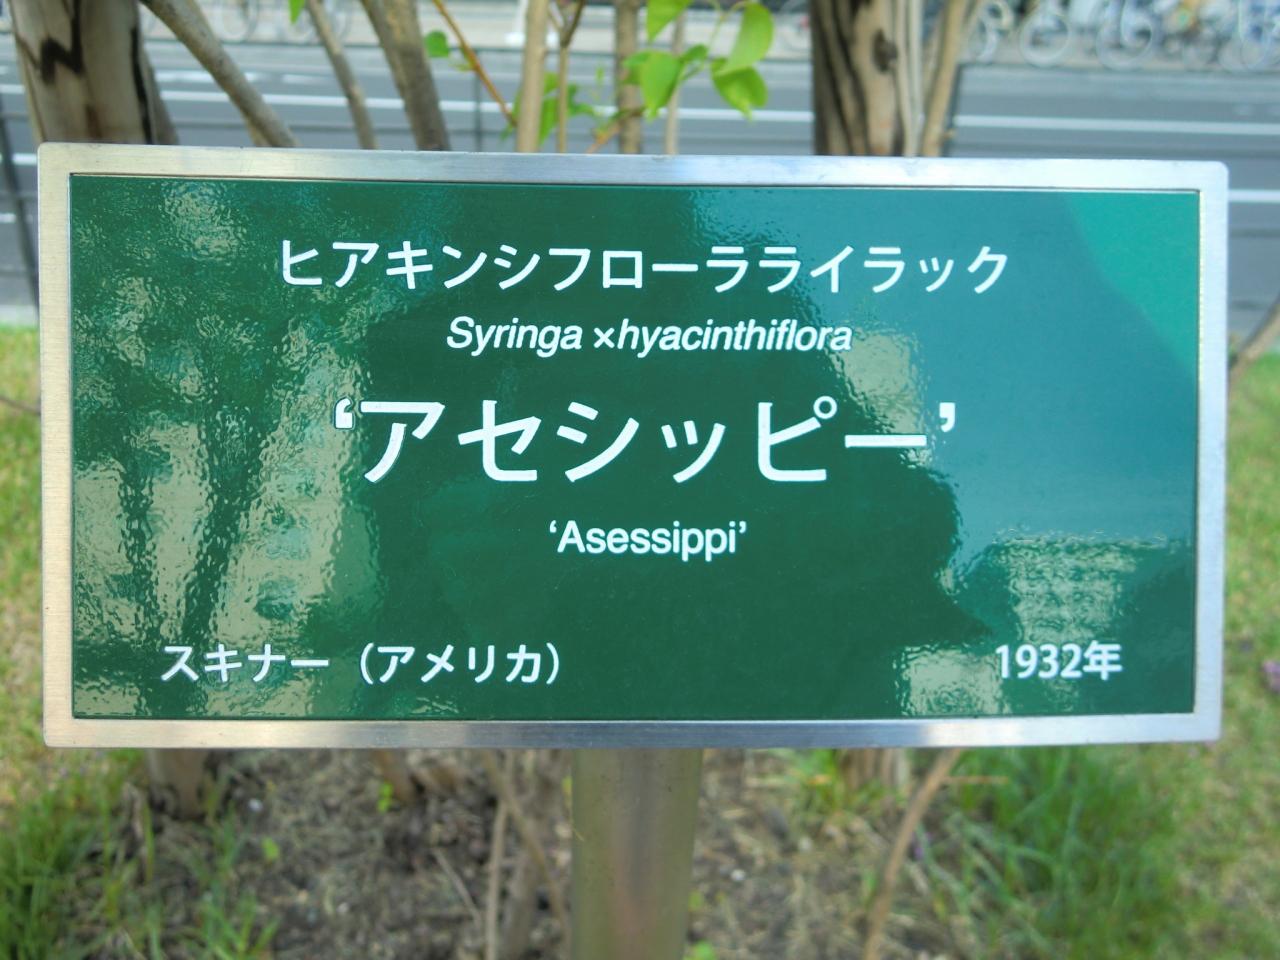 ヒアキンシフローラライラック
Syringa ×hyacinthiflora
‘アセシッピー’
‘Asessippi’
スキナー（アメリカ） 1932年